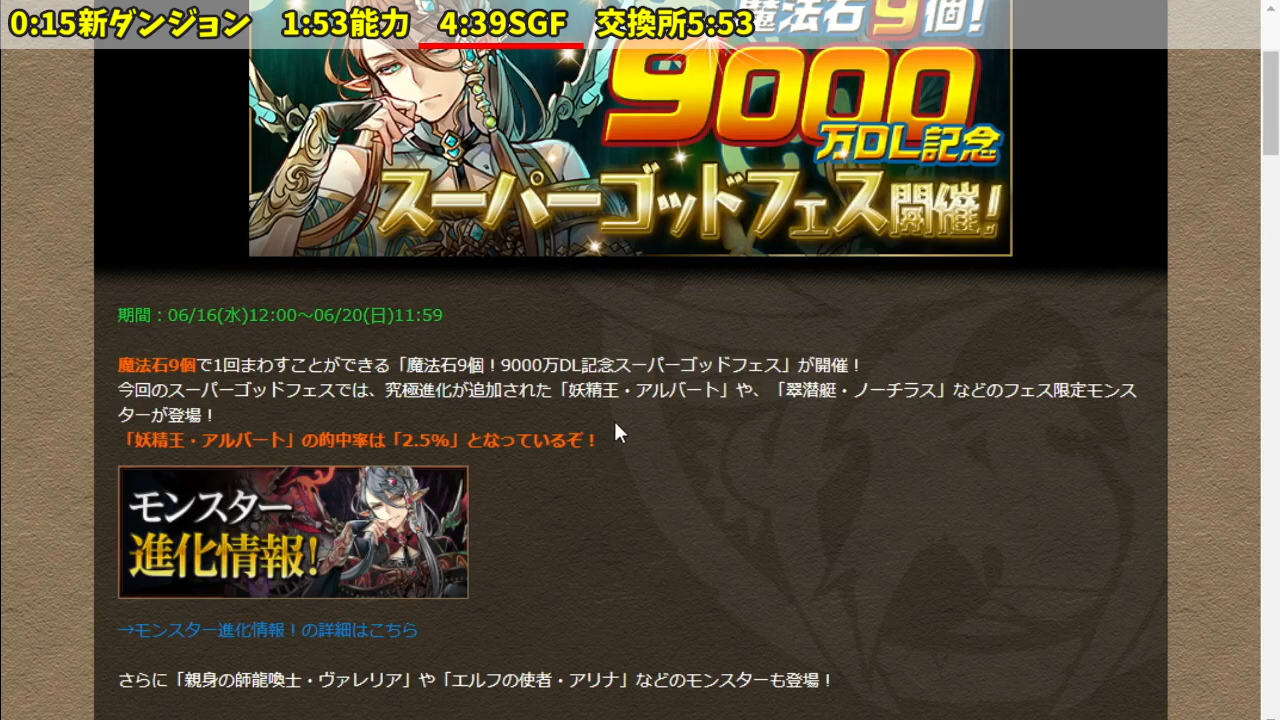 0:15新ダンジョン 1:53能力 4:39SGF 交換所5:53
魔法石9個!
9000
万DL記念
スーパーゴッドフェス開催!
期間:06/16(水)12:00~06/20(日)11:59
魔法石9個で1回まわすことができる「魔法石9個!9000万DL記念スーパーゴッドフェス」が開催!
今回のスーパーゴッドフェスでは、究極進化が追加された「妖精王・アルバート」や、「翠潜艇・ノーチラス」などのフェス限定モンス
ターが登場!
「妖精王・アルバート」の的中率は「2.5%」となっているぞ!
モンスター
進化情報!
→モンスター進化情報!の詳細はこちら
さらに「親身の師龍喚士・ヴァレリア」や「エルフの使者・アリナ」などのモンスターも登場!